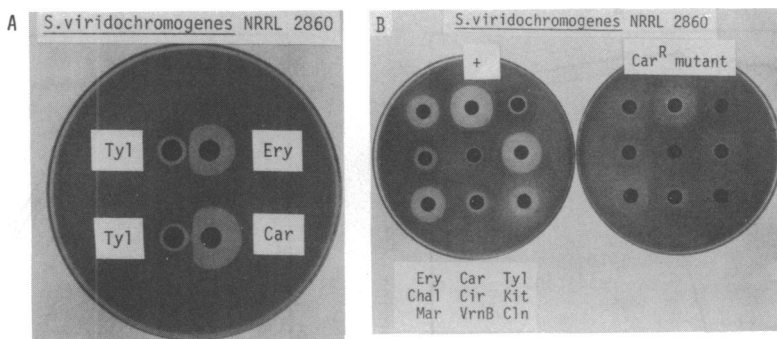 A
S.viridochromogenes NRRL 2860
Tyl
Ery
Tyl
Car
B
S.viridochromogenes NRRL 2860
+
CarR mutant
Ery Car Tyl
Chal Cir Kit
Mar VrnB Cln